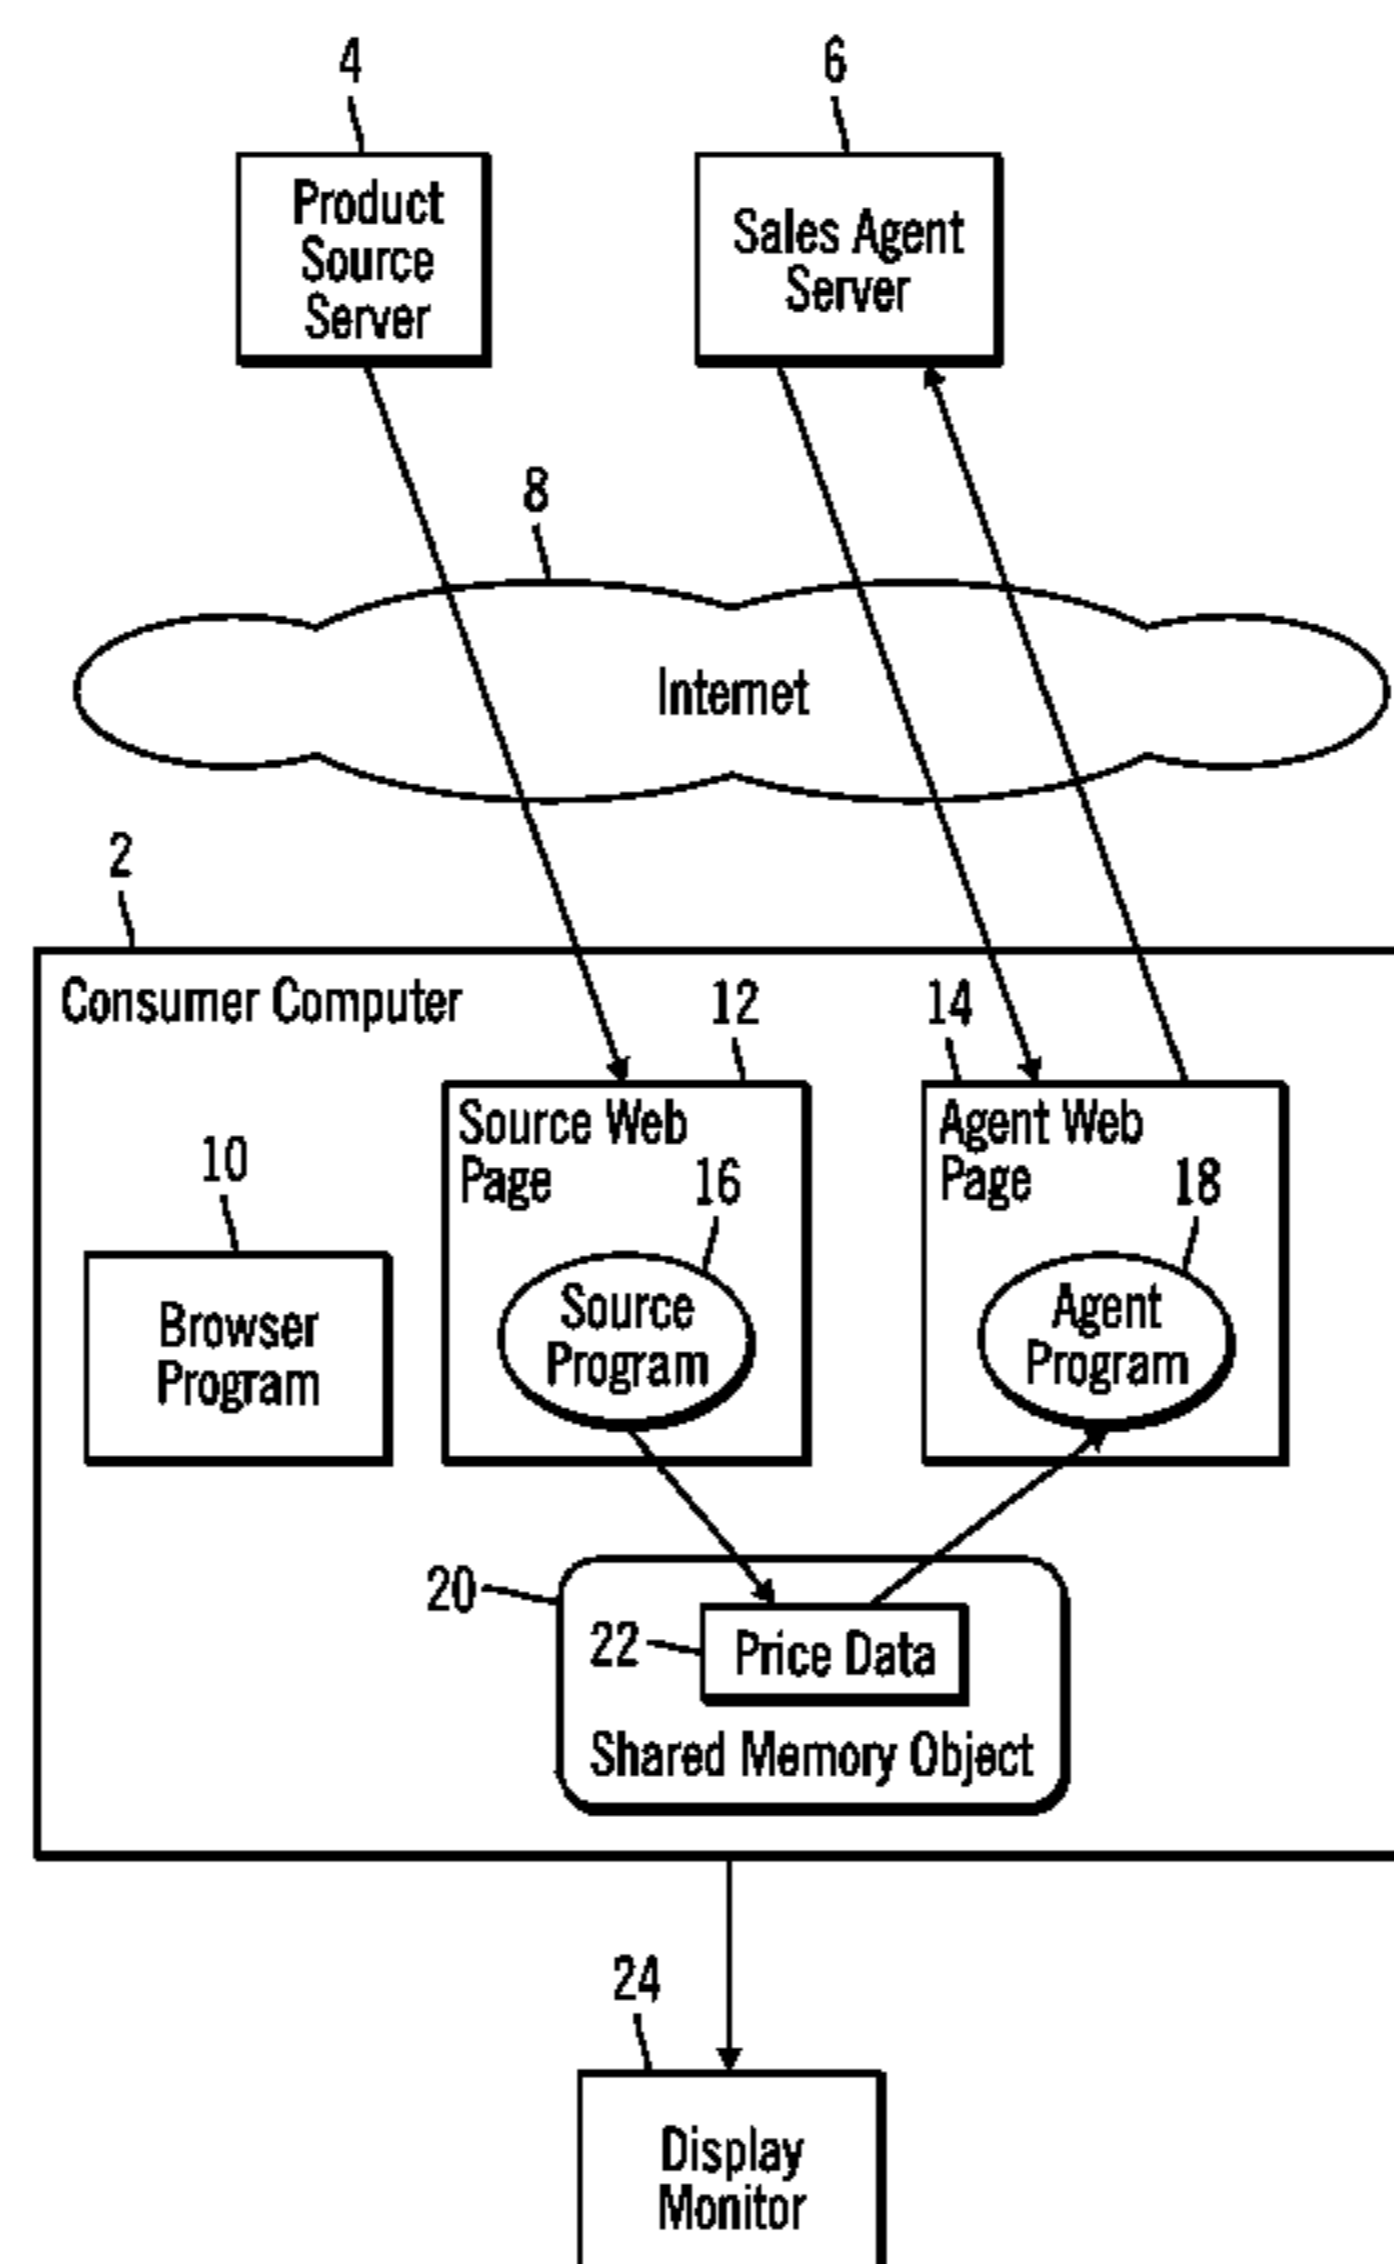 4
6
Product
Source
Server
Sales Agent
Server
8
Internet
2
Consumer Computer
12
14
Source Web
Page
Agent Web
Page
10
16
18
Browser
Program
Source
Program
Agent
Program
20
22
Price Data
Shared Memory Object
24
Display
Monitor